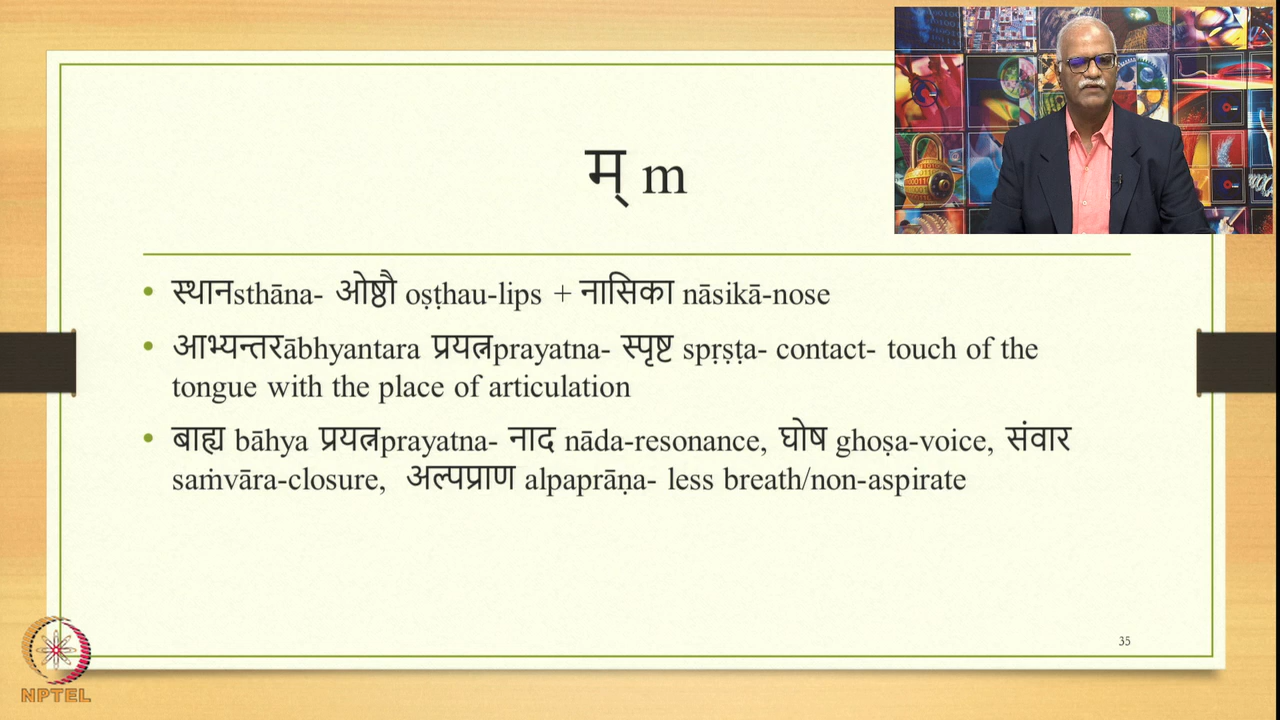 म् m
• स्थानsthāna- ओष्ठौ oṣṭhau-lips + नासिका nāsikā-nose
• आभ्यन्तरābhyantara प्रयत्नprayatna- स्पृष्ट spṛṣṭa- contact- touch of the
tongue with the place of articulation
• बाह्य bāhya प्रयत्नprayatna- नाद nāda-resonance, घोष ghoṣa-voice, संवार
saṁvāra-closure, अल्पप्राण alpaprāṇa- less breath/non-aspirate
35
NPTEL